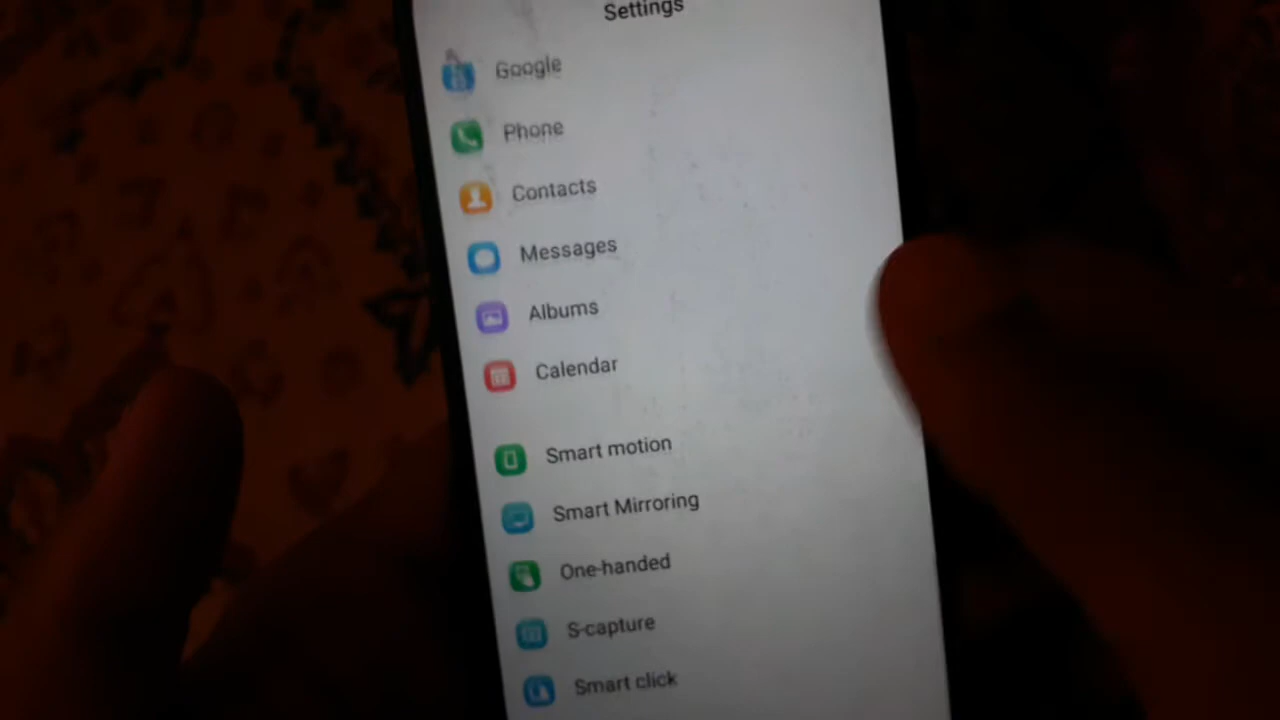 Settings
Google
Phone
Contacts
Messages
Albums
Calendar
Smart motion
Smart Mirroring
One-handed
S-capture
Smart click